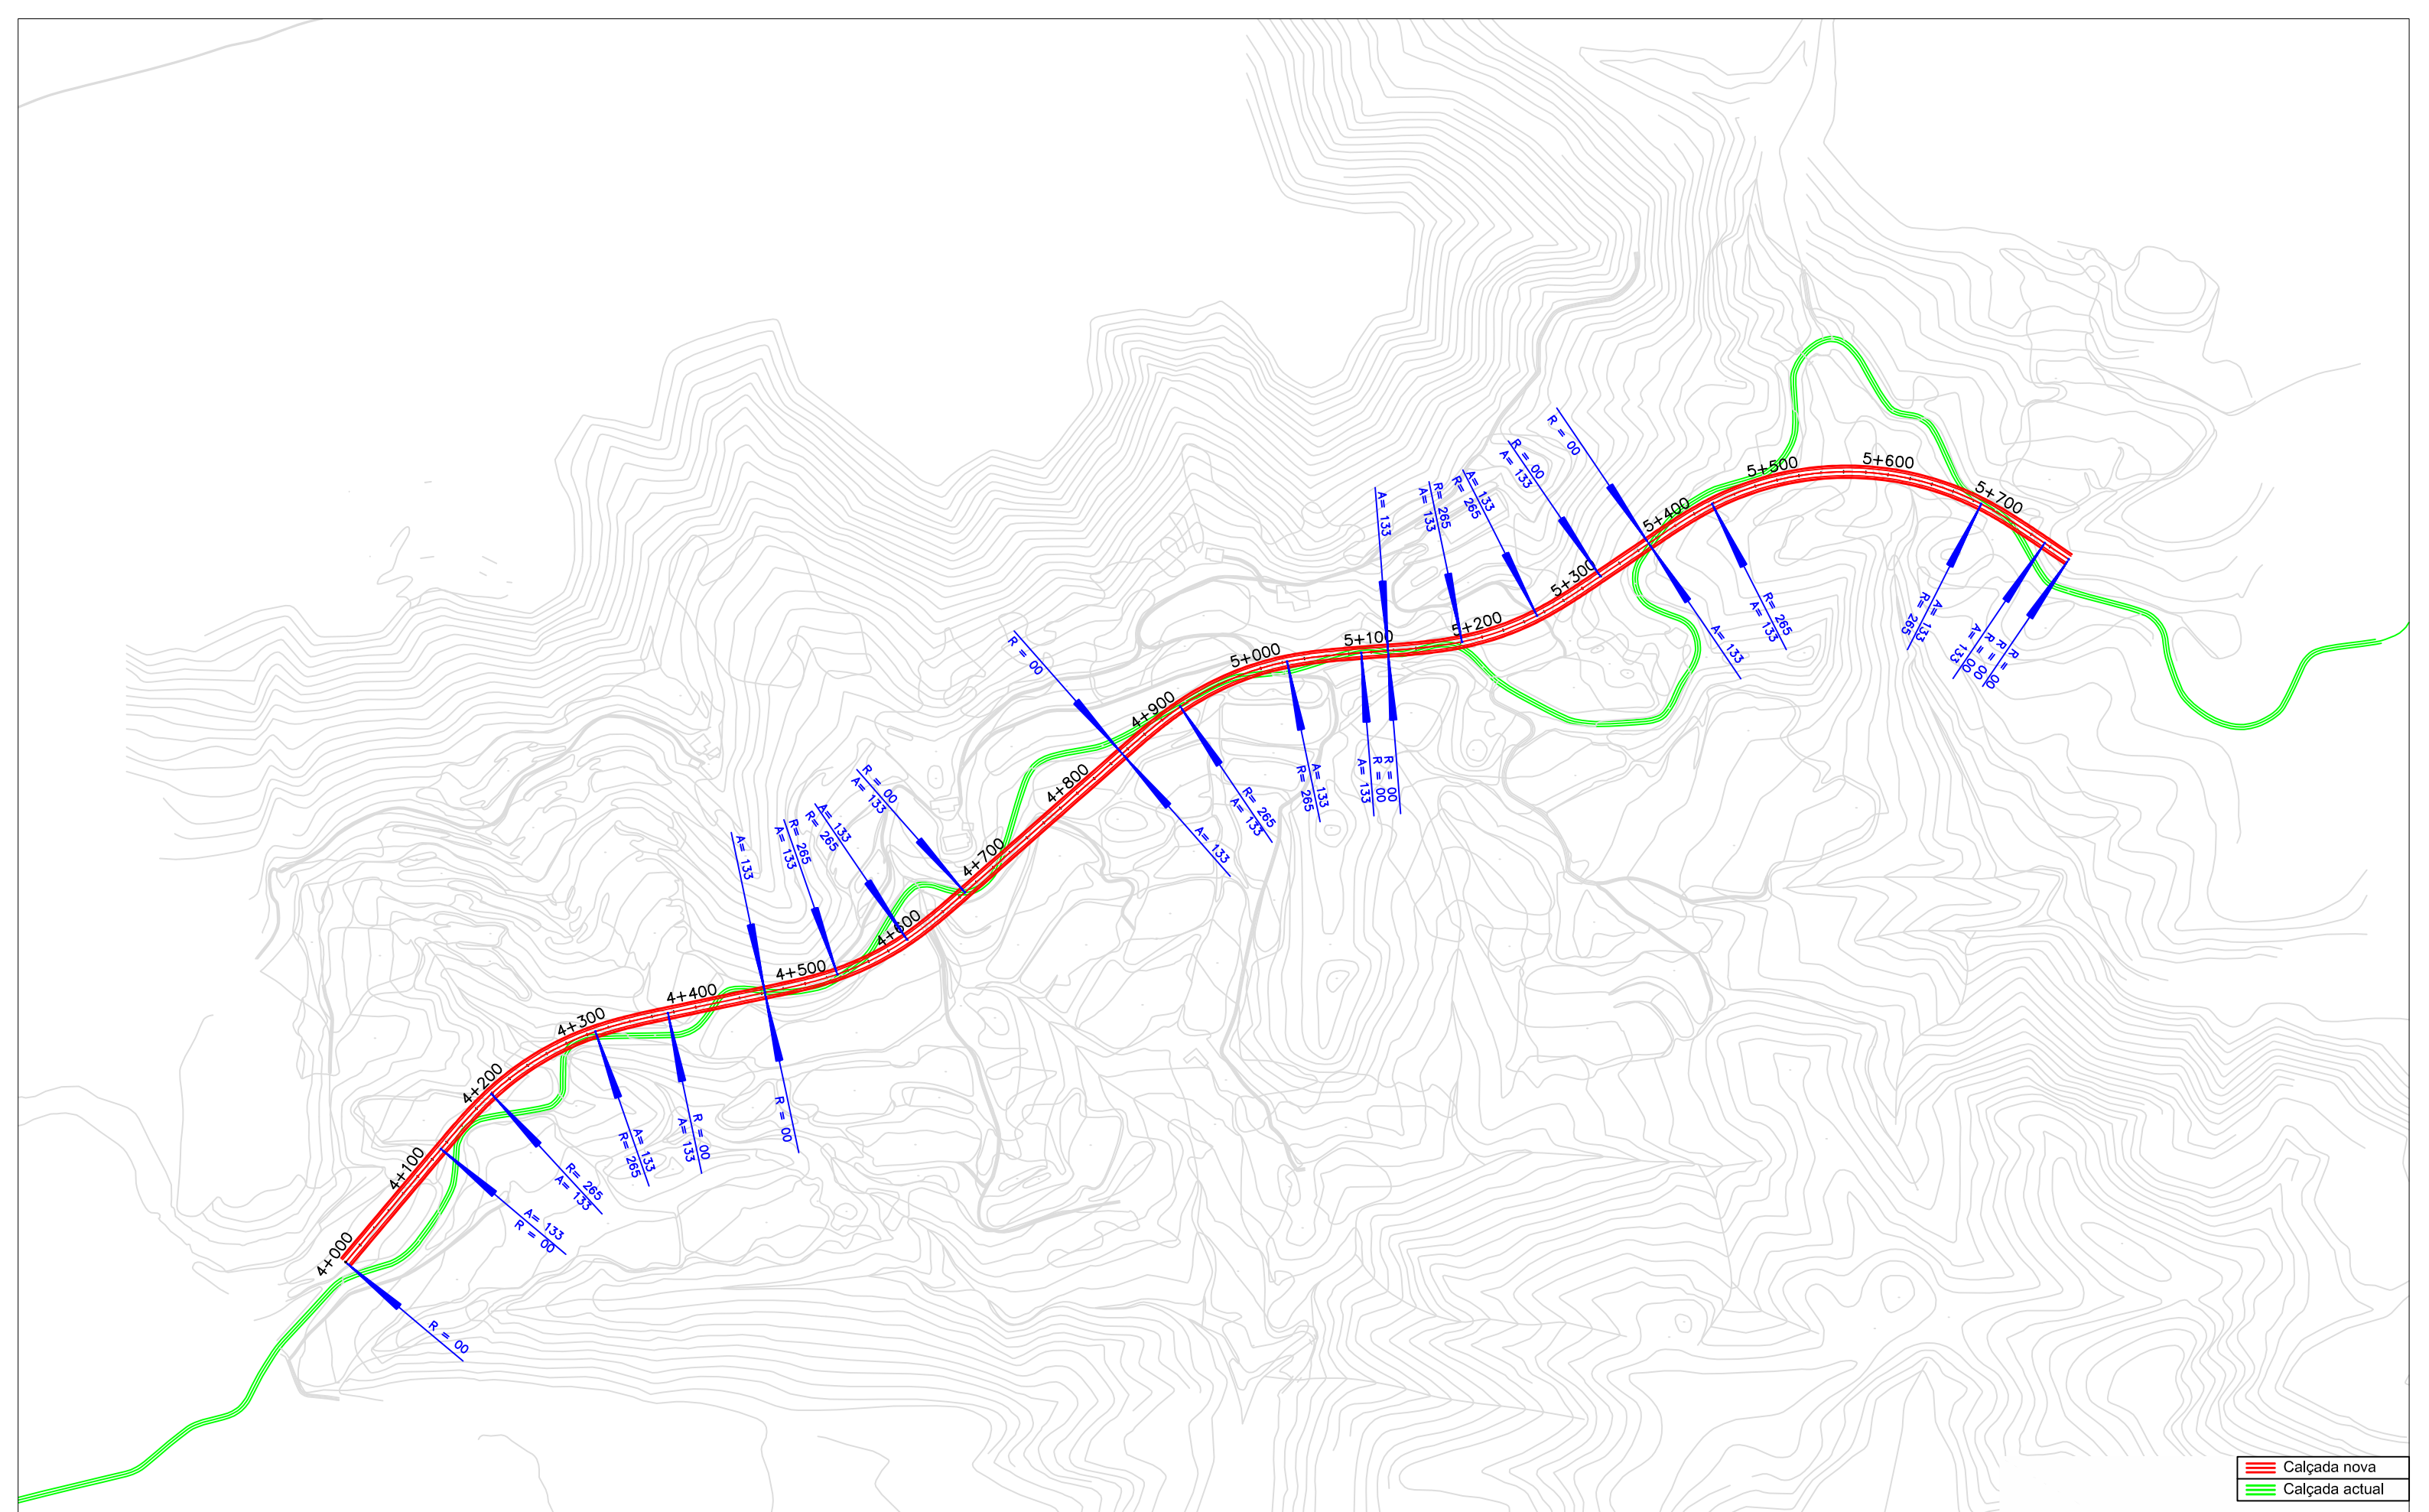 4+000
R = 00
4+100
A= 133
R = 00
4+200
R= 265
A= 133
4+300
A= 133
R= 265
4+400
R = 00
A= 133
A= 133
R = 00
4+500
R= 265
A= 133
A= 133
R= 265
4+600
R = 00
A= 133
4+700
4+800
R = 00
A= 133
4+900
R= 265
A= 133
5+000
A= 133
R= 265
5+100
R = 00
A= 133
A= 133
R = 00
5+200
R= 265
A= 133
A= 133
R= 265
5+300
R = 00
A= 133
R = 00
A= 133
5+400
R= 265
A= 133
5+500
5+600
5+700
A= 133
R= 265
R = 00
A= 133
R = 00
Calçada nova
Calçada actual